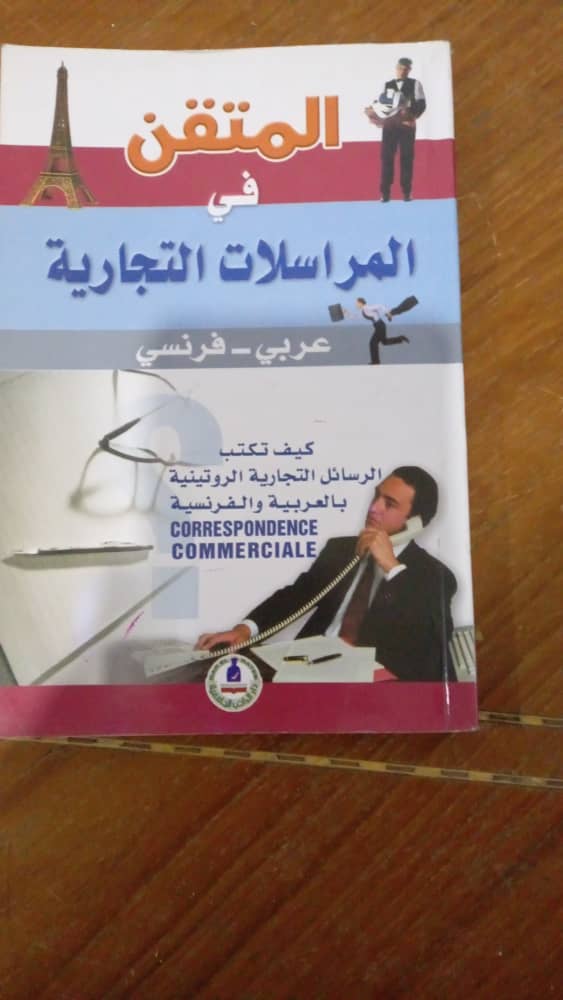 المتقن
في
المراسلات التجارية
عربي - فرنسي
كيف تكتب
الرسائل التجارية الروتينية
بالعربية والفرنسية
CORRESPONDENCE
COMMERCIALE
؟